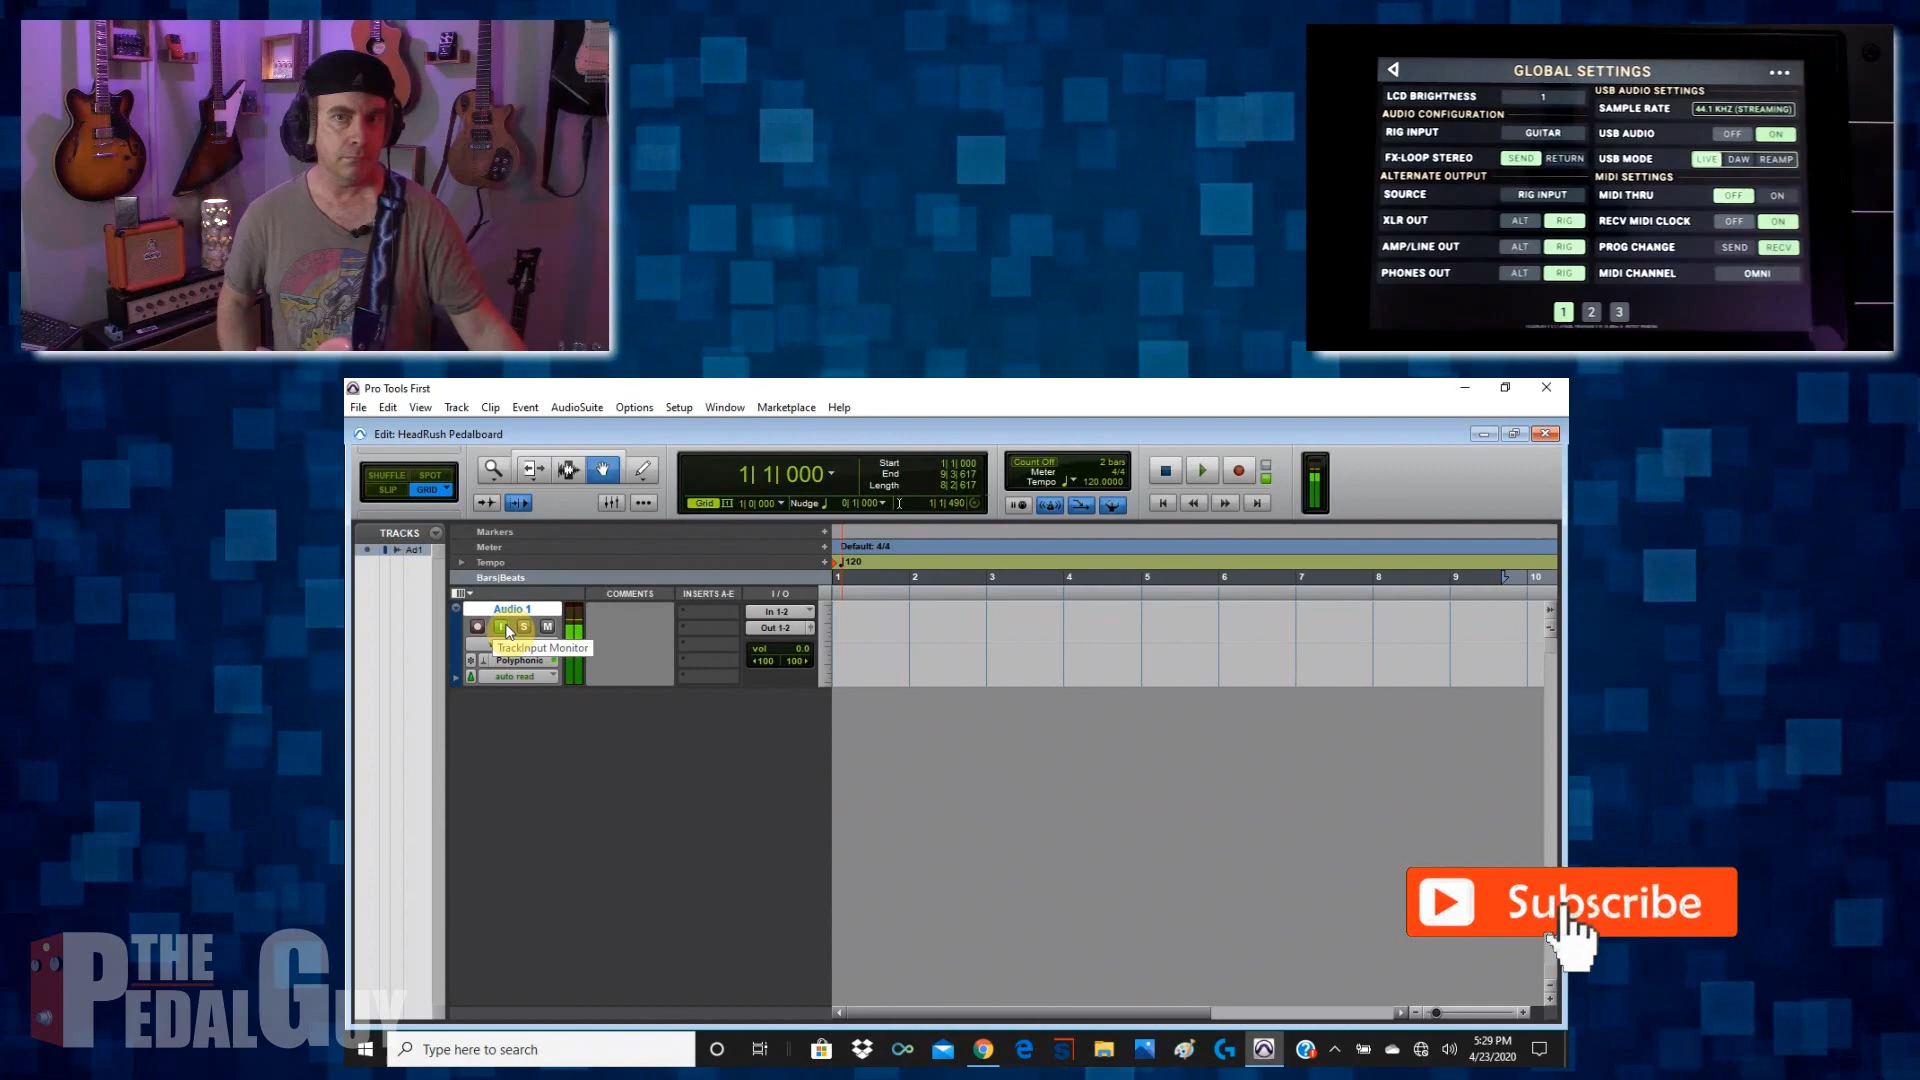 GLOBAL SETTINGS
LCD BRIGHTNESS 1
AUDIO CONFIGURATION
RIG INPUT GUITAR
FX-LOOP STEREO SEND RETURN
ALTERNATE OUTPUT
SOURCE RIG INPUT
XLR OUT ALT RIG
AMP/LINE OUT ALT RIG
PHONES OUT ALT RIG
USB AUDIO SETTINGS
SAMPLE RATE 44.1 KHZ (STREAMING)
USB AUDIO OFF ON
USB MODE LIVE DAW REAMP
MIDI SETTINGS
MIDI THRU OFF ON
RECV MIDI CLOCK OFF ON
PROG CHANGE SEND RECV
MIDI CHANNEL OMNI
1 2 3
Pro Tools First
File Edit View Track Clip Event AudioSuite Options Setup Window Marketplace Help
Edit: HeadRush Pedalboard
SHUFFLE SPOT
SLIP GRID
1| 1| 000
Start 1| 1| 000
End 9| 3| 617
Length 8| 2| 617
Grid 1| 0| 000 Nudge 0| 1| 000 1| 1| 490
Count Off 2 bars
Meter 4/4
Tempo 120.0000
TRACKS
Ad1
Markers
Meter Default: 4/4
Tempo 120
Bars|Beats 1 2 3 4 5 6 7 8 9 10
COMMENTS INSERTS A-E I / O
Audio 1
I S M
TrackInput Monitor
Polyphonic
auto read
In 1-2
Out 1-2
vol 0.0
100 100
Subscribe
THE
PEDALGUY
Type here to search
5:29 PM
4/23/2020